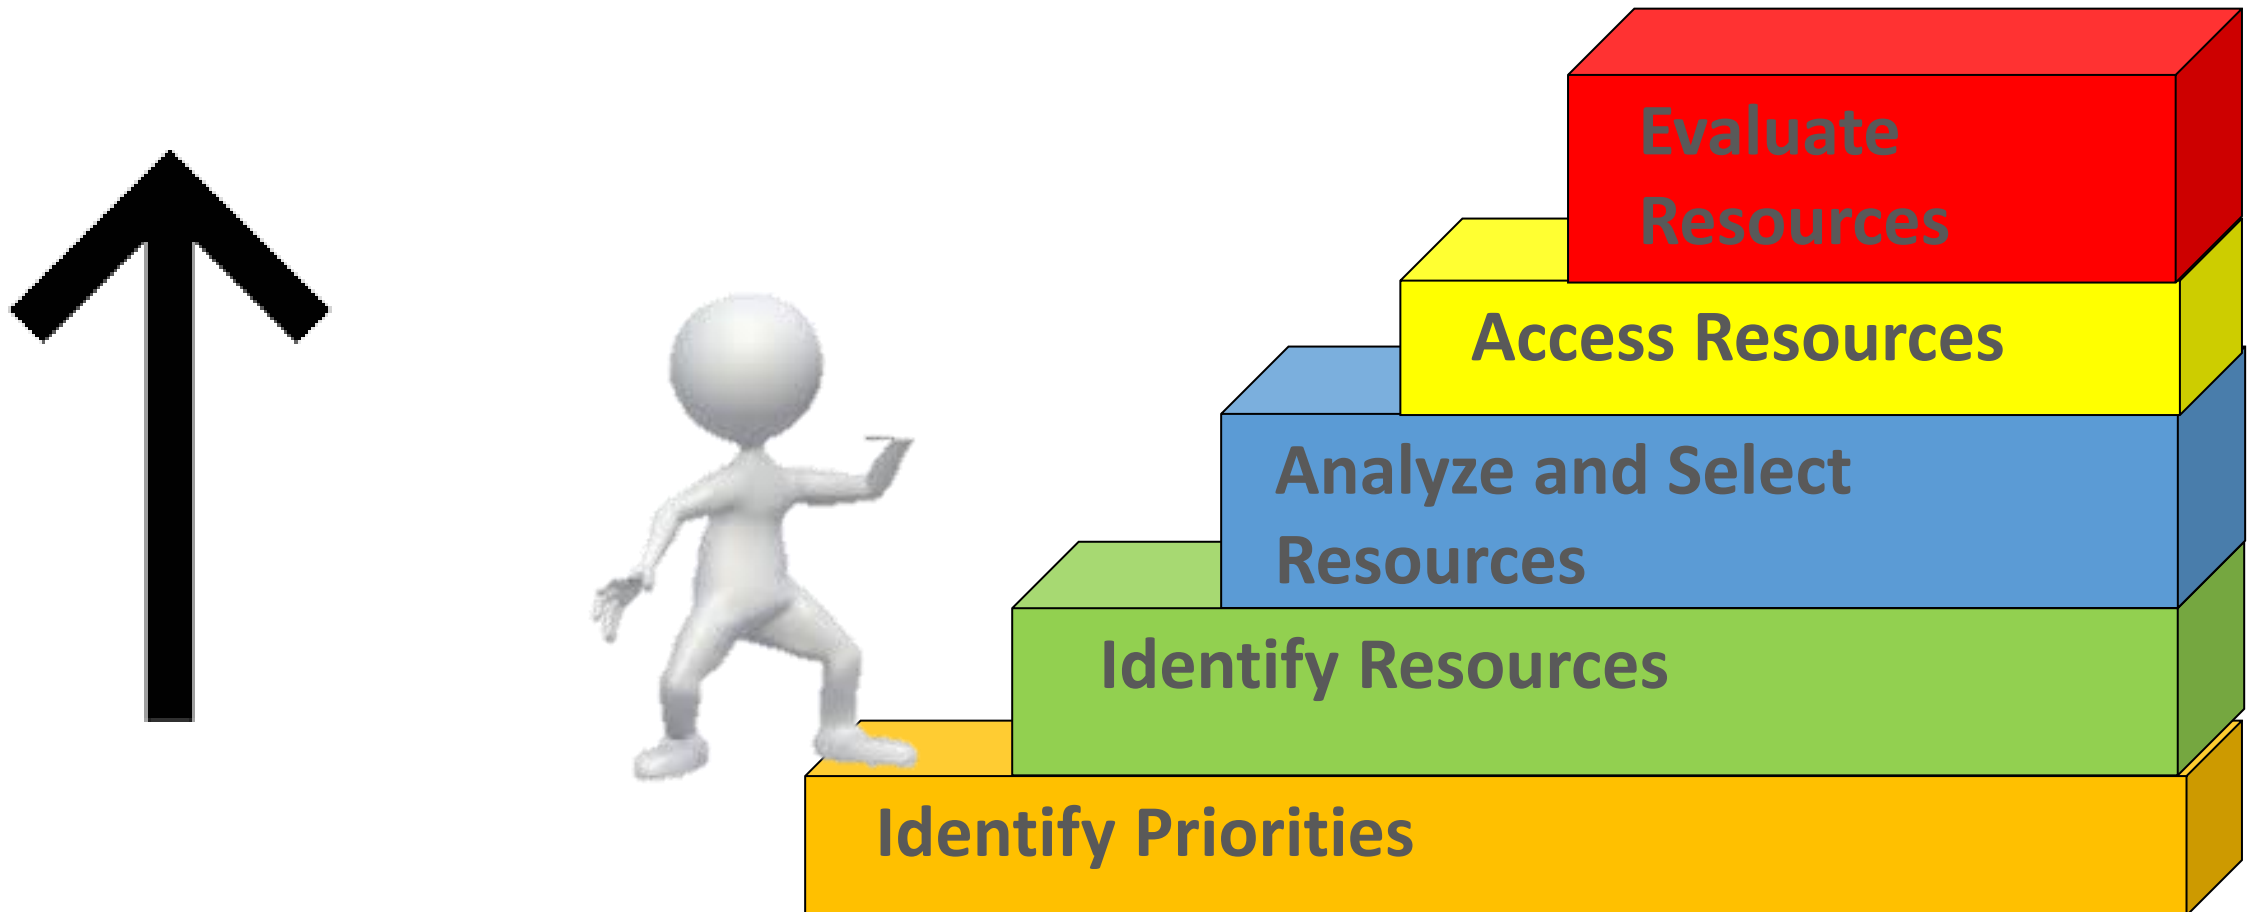 Evaluate
Resources
Access Resources
Analyze and Select
Resources
Identify Resources
Identify Priorities